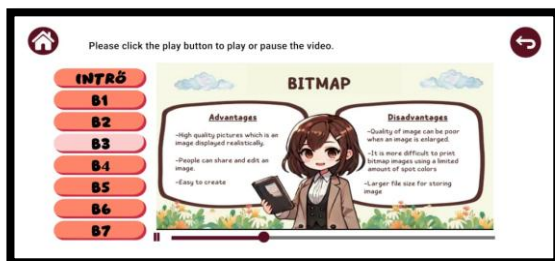 Please click the play button to play or pause the video.
INTRO
B1
B2
B3
B4
B5
B6
B7
BITMAP
Advantages
-High quality pictures which is an
image displayed realistically.
-People can share and edit an
image.
-Easy to create
Disadvantages
-Quality of image can be poor
when an image is enlarged.
-It is more difficult to print
bitmap images using a limited
amount of spot colors
-Larger file size for storing
image